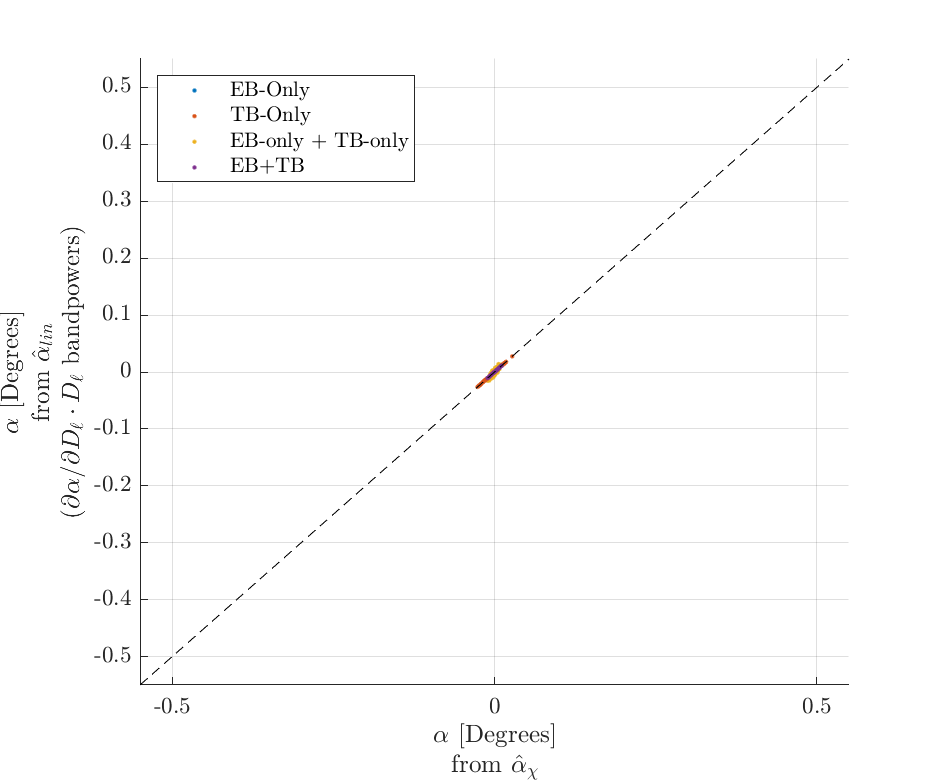 EB-Only
TB-Only
EB-only + TB-only
EB+TB
0.5
0.4
0.3
0.2
0.1
0
-0.1
-0.2
-0.3
-0.4
-0.5
α [Degrees]
from α̂_lin
(∂α/∂D_ℓ · D_ℓ bandpowers)
-0.5 0 0.5
α [Degrees]
from α̂_χ